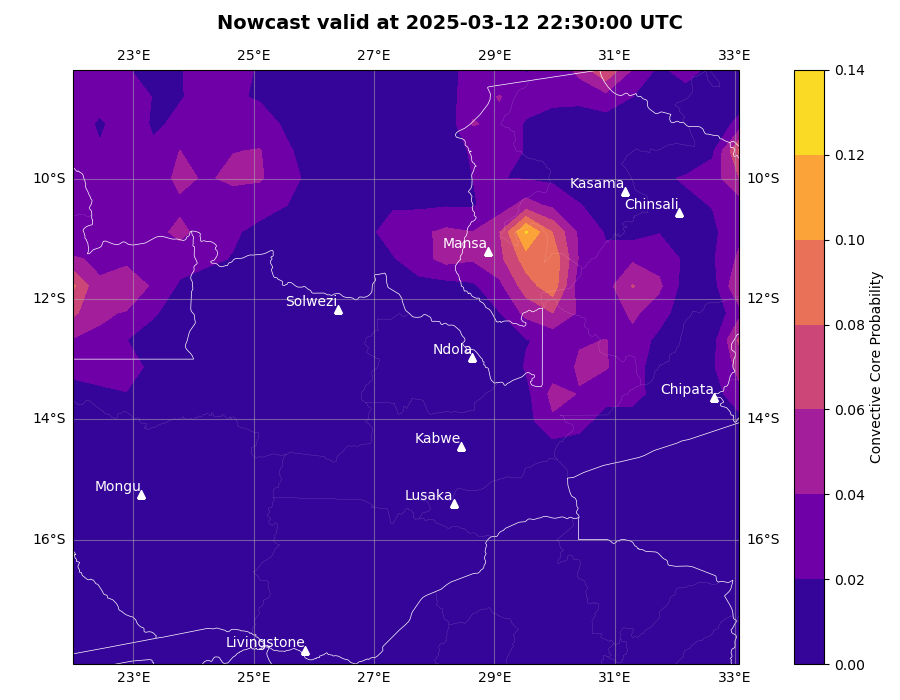 Nowcast valid at 2025-03-12 22:30:00 UTC
23°E 25°E 27°E 29°E 31°E 33°E
0.14
0.12
10°S
Kasama
Chinsali
0.10
Mansa
12°S
Solwezi
0.08
Ndola
Chipata
0.06
14°S
Kabwe
0.04
Mongu
Lusaka
16°S
0.02
Livingstone
0.00
23°E 25°E 27°E 29°E 31°E 33°E
Convective Core Probability